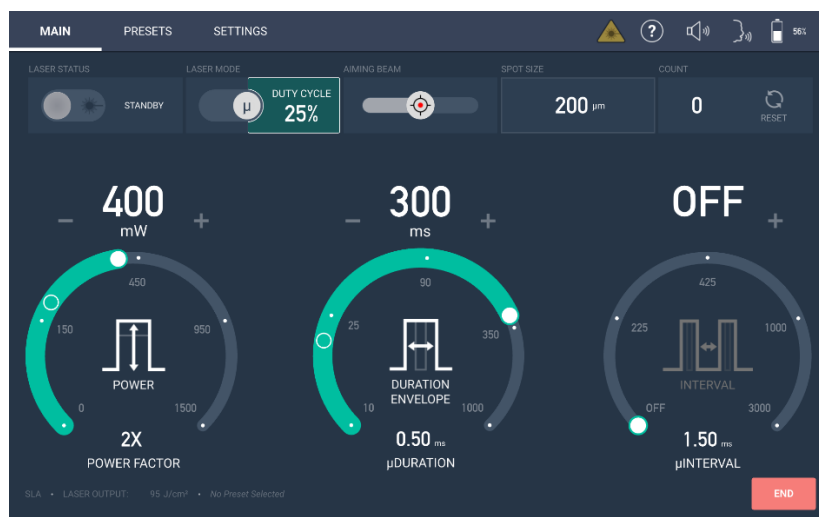 MAIN PRESETS SETTINGS ? 56%
LASER STATUS LASER MODE AIMING BEAM SPOT SIZE COUNT
STANDBY µ DUTY CYCLE 25% 200 µm 0 RESET
− 400 mW +
− 300 ms +
OFF +
450
150 950
POWER
0 1500
2X
POWER FACTOR
90
25 350
DURATION
ENVELOPE
10 1000
0.50 ms
µDURATION
425
225 1000
INTERVAL
OFF 3000
1.50 ms
µINTERVAL
SLA • LASER OUTPUT: 95 J/cm² • No Preset Selected
END